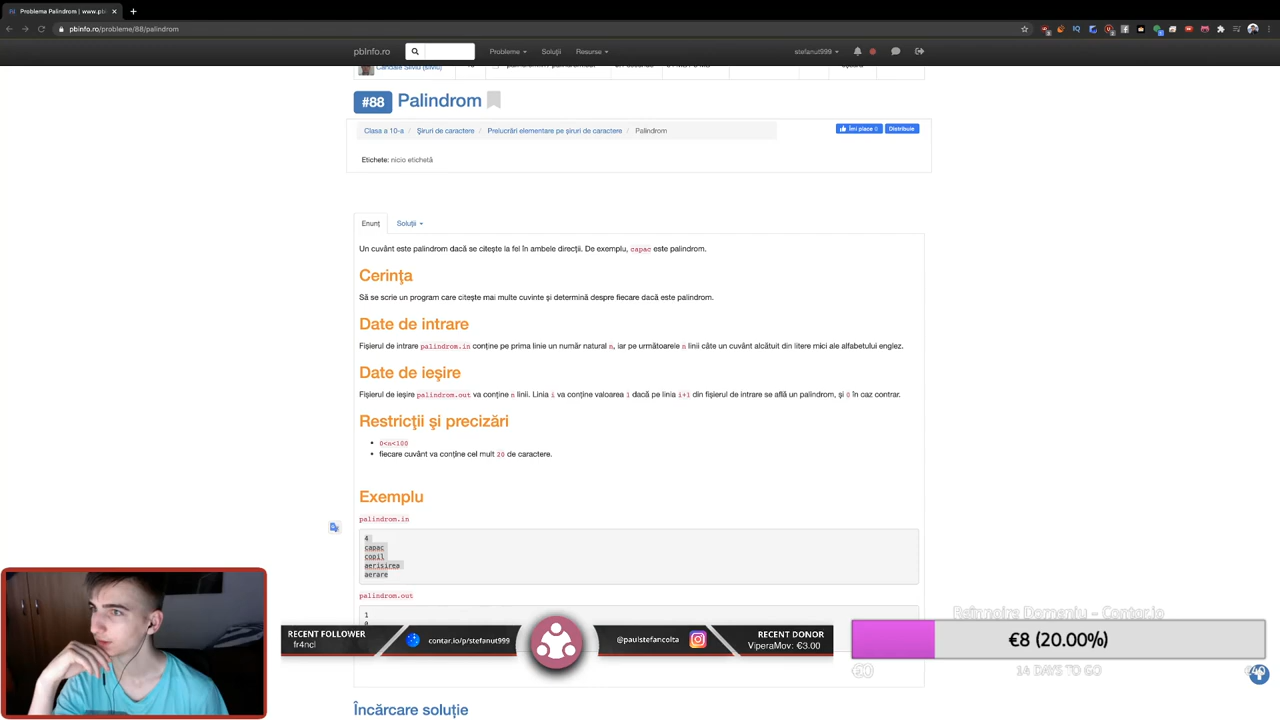 Problema Palindrom | www.pb
pbinfo.ro/probleme/88/palindrom
pbinfo.ro
Probleme
Soluții
Resurse
stefanut999
#88 Palindrom
Clasa a 10-a / Șiruri de caractere / Prelucrări elementare pe șiruri de caractere / Palindrom
Îmi place 0
Distribuie
Etichete: nicio etichetă
Enunț
Soluții
Un cuvânt este palindrom dacă se citește la fel în ambele direcții. De exemplu, capac este palindrom.
Cerința
Să se scrie un program care citește mai multe cuvinte și determină despre fiecare dacă este palindrom.
Date de intrare
Fișierul de intrare palindrom.in conține pe prima linie un număr natural n, iar pe următoarele n linii câte un cuvânt alcătuit din litere mici ale alfabetului englez.
Date de ieșire
Fișierul de ieșire palindrom.out va conține n linii. Linia i va conține valoarea 1 dacă pe linia i+1 din fișierul de intrare se află un palindrom, și 0 în caz contrar.
Restricții și precizări
0<n<100
fiecare cuvânt va conține cel mult 20 de caractere.
Exemplu
palindrom.in
4
capac
copil
aerisirea
aerare
palindrom.out
1
RECENT FOLLOWER
fr4ncl
contar.io/p/stefanut999
@paulstefancolta
RECENT DONOR
ViperaMov: €3.00
Reînnoire Domeniu - Contor.io
€8 (20.00%)
€0
14 DAYS TO GO
Încărcare soluție